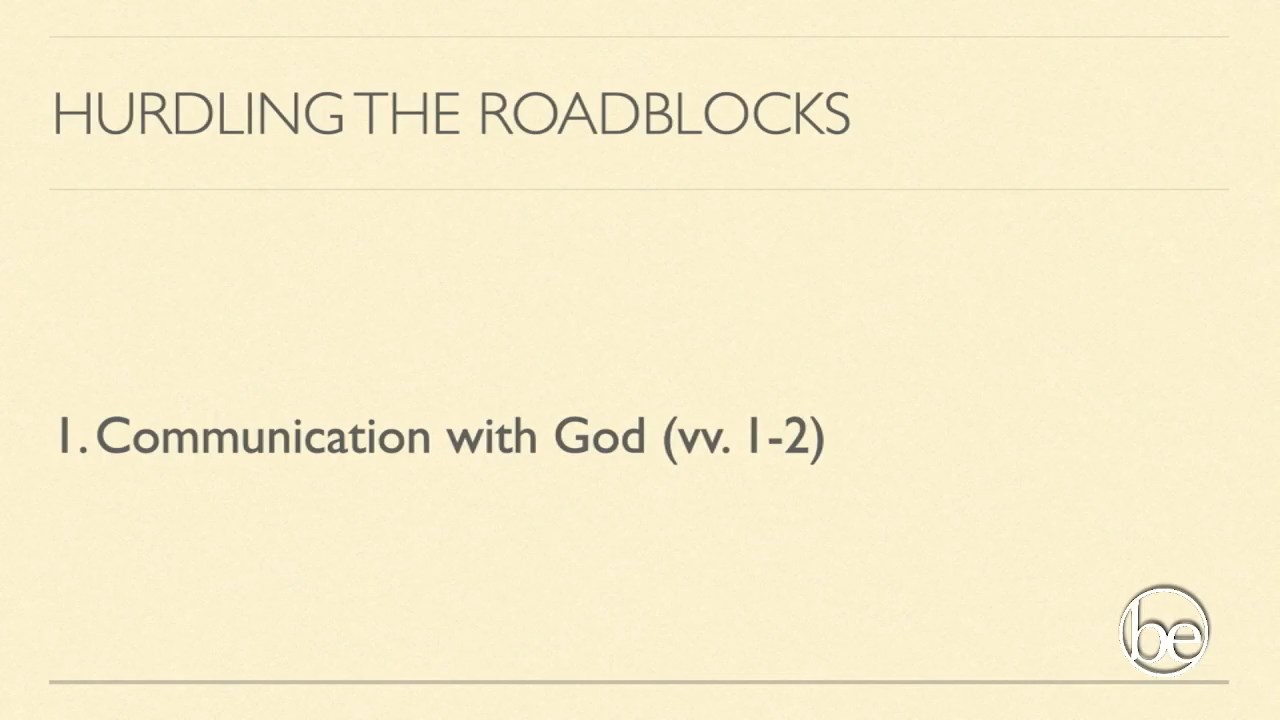 HURDLING THE ROADBLOCKS
1. Communication with God (vv. 1-2)
be